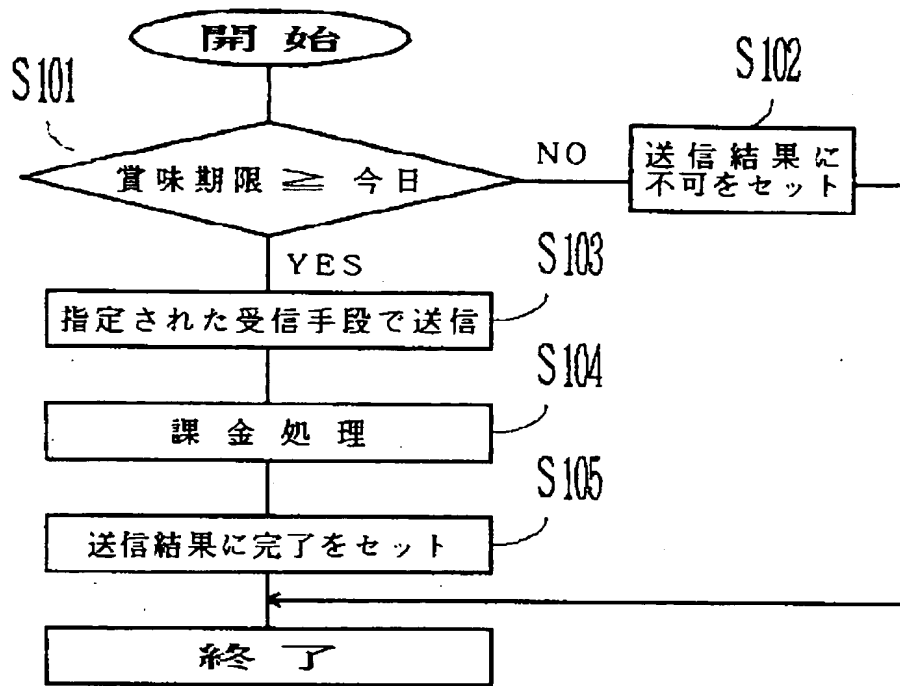 開始
S101
S102
賞味期限 ≧ 今日
NO
送信結果に
不可をセット
YES
S103
指定された受信手段で送信
S104
課金処理
S105
送信結果に完了をセット
終了